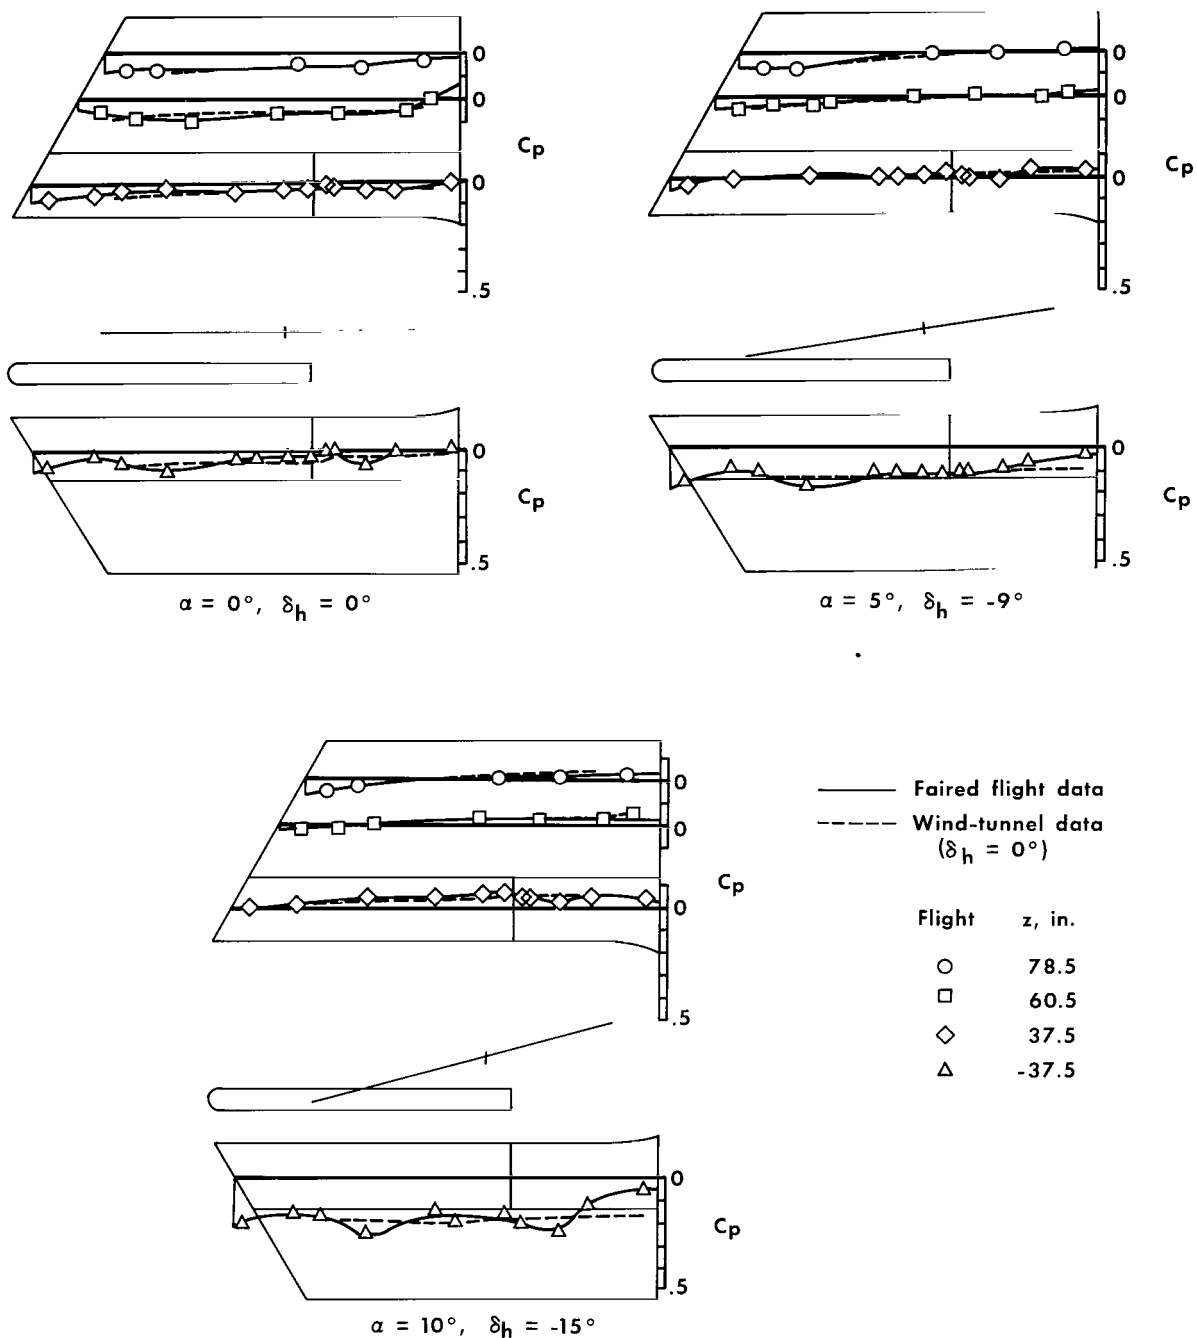 0
0
Cp
0
.5
0
Cp
.5
α = 0°, δh = 0°
0
0
Cp
0
.5
0
Cp
.5
α = 5°, δh = -9°
0
0
Cp
0
.5
0
Cp
.5
α = 10°, δh = -15°
Faired flight data
Wind-tunnel data
(δh = 0°)
Flight z, in.
78.5
60.5
37.5
-37.5